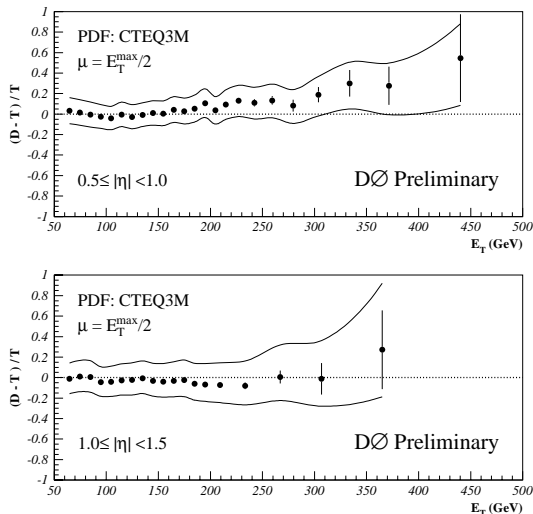 (D - T) / T
1
0.8
0.6
0.4
0.2
0
-0.2
-0.4
-0.6
-0.8
-1
PDF: CTEQ3M
μ = E_T^max/2
0.5≤ |η| <1.0
DØ Preliminary
50 100 150 200 250 300 350 400 450 500
E_T (GeV)
(D - T) / T
1
0.8
0.6
0.4
0.2
0
-0.2
-0.4
-0.6
-0.8
-1
PDF: CTEQ3M
μ = E_T^max/2
1.0≤ |η| <1.5
DØ Preliminary
50 100 150 200 250 300 350 400 450 500
E_T (GeV)